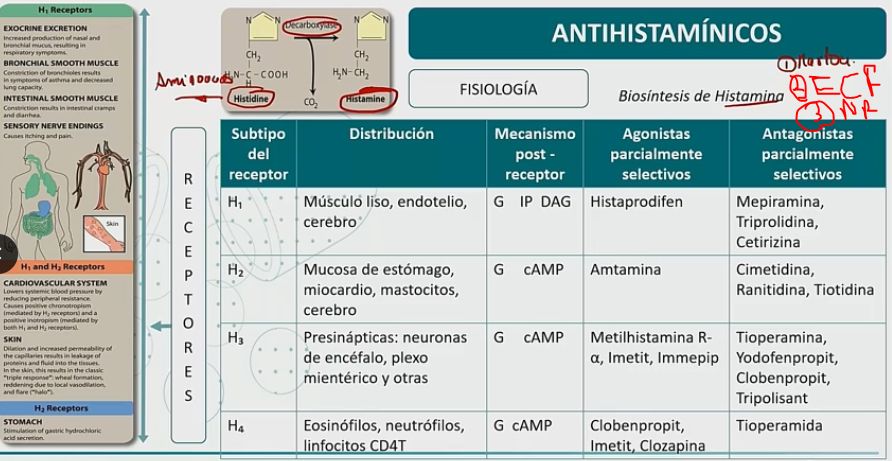 H₁ Receptors
EXOCRINE EXCRETION
Increased production of nasal and
bronchial mucus, resulting in
respiratory symptoms.
BRONCHIAL SMOOTH MUSCLE
Constriction of bronchioles results
in symptoms of asthma and decreased
lung capacity.
INTESTINAL SMOOTH MUSCLE
Constriction results in intestinal cramps
and diarrhea.
SENSORY NERVE ENDINGS
Causes itching and pain.
Skin
H₁ and H₂ Receptors
CARDIOVASCULAR SYSTEM
Lowers systemic blood pressure by
reducing peripheral resistance.
Causes positive chronotropism
(mediated by H₂ receptors) and a
positive inotropism (mediated by
both H₁ and H₂ receptors).
SKIN
Dilation and increased permeability of
the capillaries results in leakage of
proteins and fluid into the tissues.
In the skin, this results in the classic
"triple response": wheal formation,
reddening due to local vasodilation,
and flare ("halo").
H₂ Receptors
STOMACH
Stimulation of gastric hydrochloric
acid secretion.
N N
Decarboxylase
N N
CH₂
CH₂
H₂N-C-COOH
H
H₂N-CH₂
Histidine
CO₂
Histamine
ANTIHISTAMÍNICOS
FISIOLOGÍA
Biosíntesis de Histamina
①
② ECF
③ NR
RECEPTORES
Subtipo del receptor Distribución Mecanismo post - receptor Agonistas parcialmente selectivos Antagonistas parcialmente selectivos
H₁ Músculo liso, endotelio, G IP DAG Histaprodifen Mepiramina,
cerebro Triprolidina,
Cetirizina
H₂ Mucosa de estómago, G cAMP Amtamina Cimetidina,
miocardio, mastocitos, Ranitidina, Tiotidina
cerebro
H₃ Presinápticas: neuronas G cAMP Metilhistamina R- Tioperamina,
de encéfalo, plexo α, Imetit, Immepip Yodofenpropit,
mientérico y otras Clobenpropit,
Tripolisant
H₄ Eosinófilos, neutrófilos, G cAMP Clobenpropit, Tioperamida
linfocitos CD4T Imetit, Clozapina